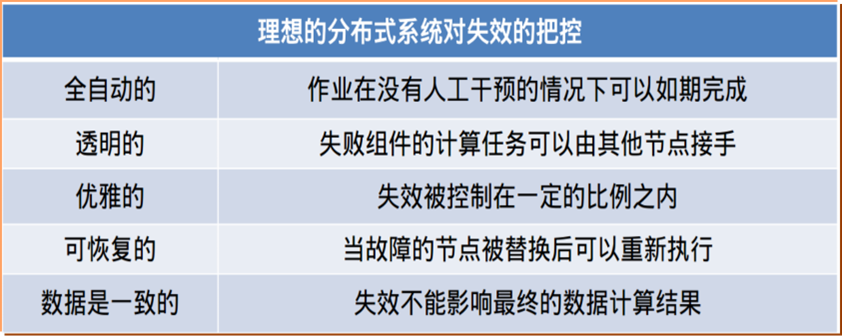 理想的分布式系统对失效的把控
全自动的 作业在没有人工干预的情况下可以如期完成
透明的 失败组件的计算任务可以由其他节点接手
优雅的 失效被控制在一定的比例之内
可恢复的 当故障的节点被替换后可以重新执行
数据是一致的 失效不能影响最终的数据计算结果